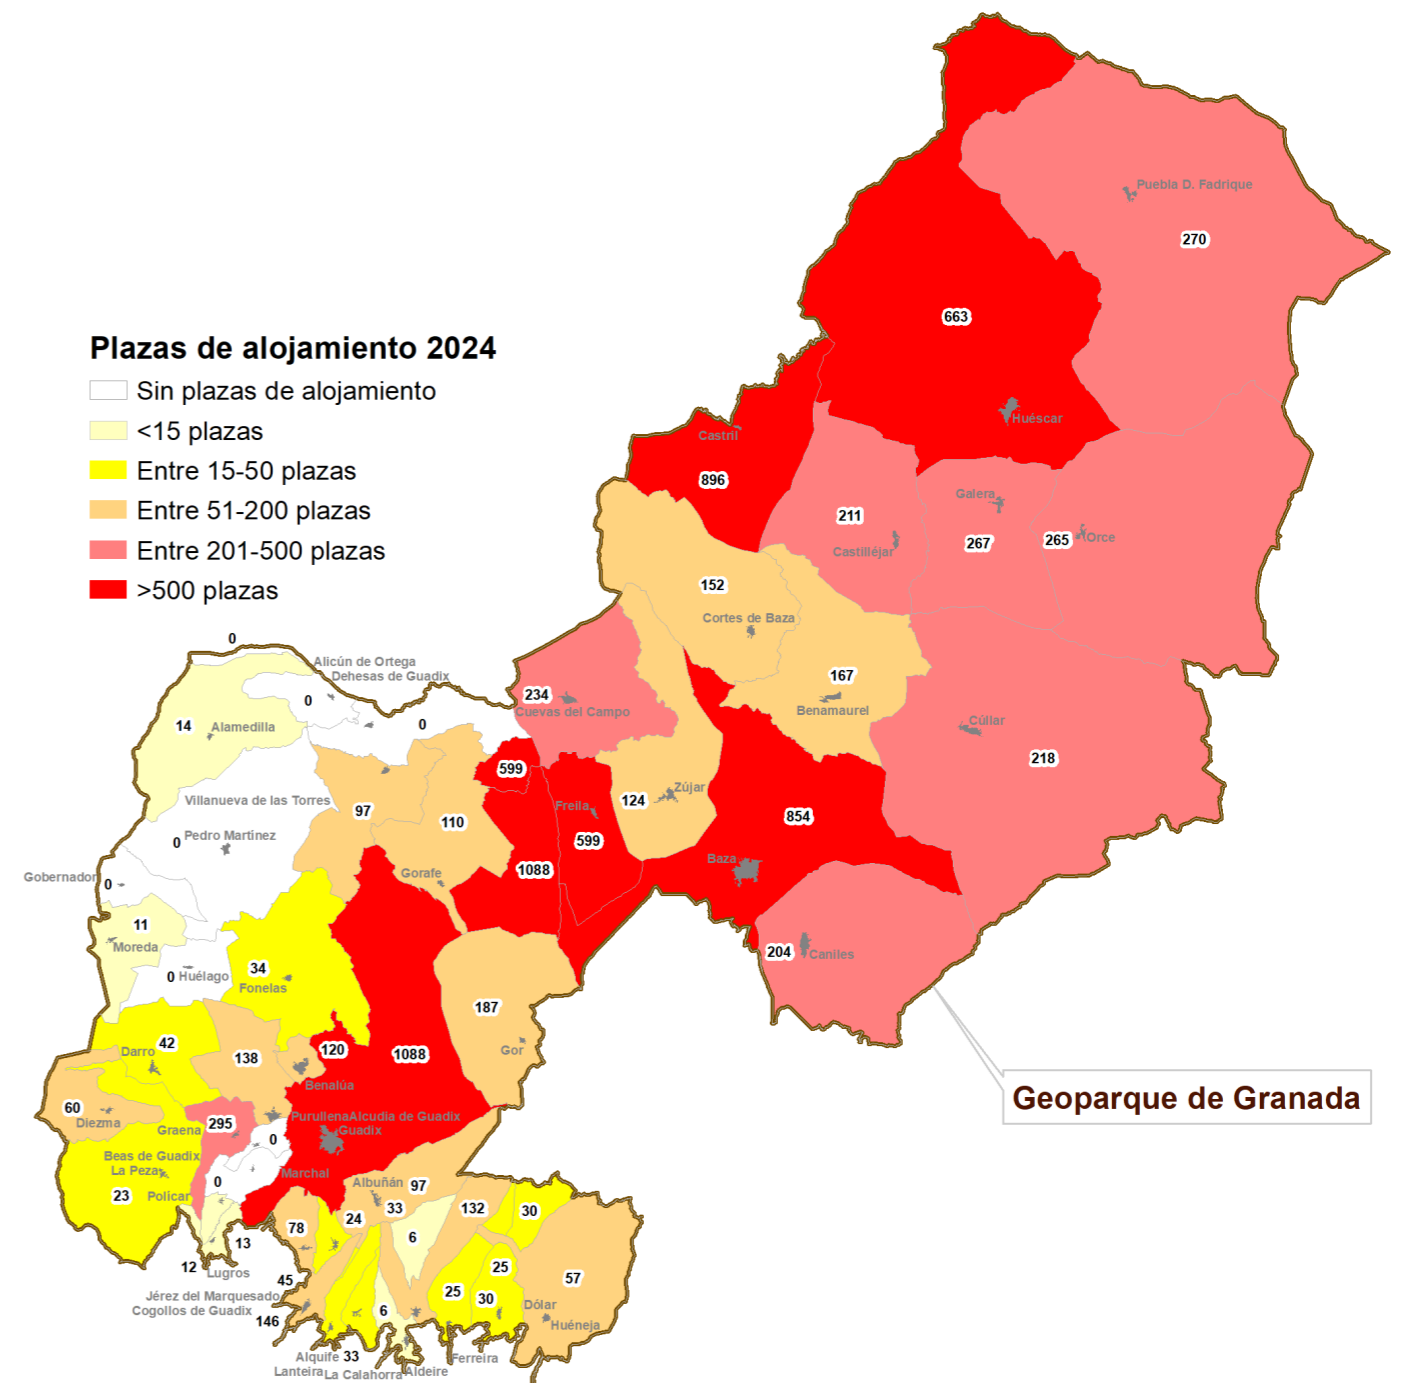 Puebla D. Fadrique
270
663
Plazas de alojamiento 2024
Sin plazas de alojamiento
<15 plazas
Entre 15-50 plazas
Entre 51-200 plazas
Entre 201-500 plazas
>500 plazas
Huéscar
Castril
896
Galera
211
267
265
Orce
Castilléjar
152
Cortes de Baza
0
Alicún de Ortega
Dehesas de Guadix
167
Benamaurel
234
Cuevas del Campo
0
0
14
Alamedilla
Cúllar
218
599
Zújar
124
Villanueva de las Torres
97
Freila
110
854
0
Pedro Martinez
599
Baza
1088
Gorafe
Gobernador
0
11
Moreda
204
Caniles
0
Huélago
34
Fonelas
187
Gor
42
Darro
138
120
1088
Benalúa
Geoparque de Granada
60
Diezma
295
Graena
PurullenaAlcudia de Guadix
Guadix
0
Beas de Guadix
La Peza
Marchal
0
Albuñán
97
23
Polícar
33
132
30
24
78
6
13
12
Lugros
45
25
57
Jérez del Marquesado
Cogollos de Guadix
146
25
30
6
Dólar
Huéneja
Alquife
33
Ferreira
Lanteira
La Calahorra
Aldeire